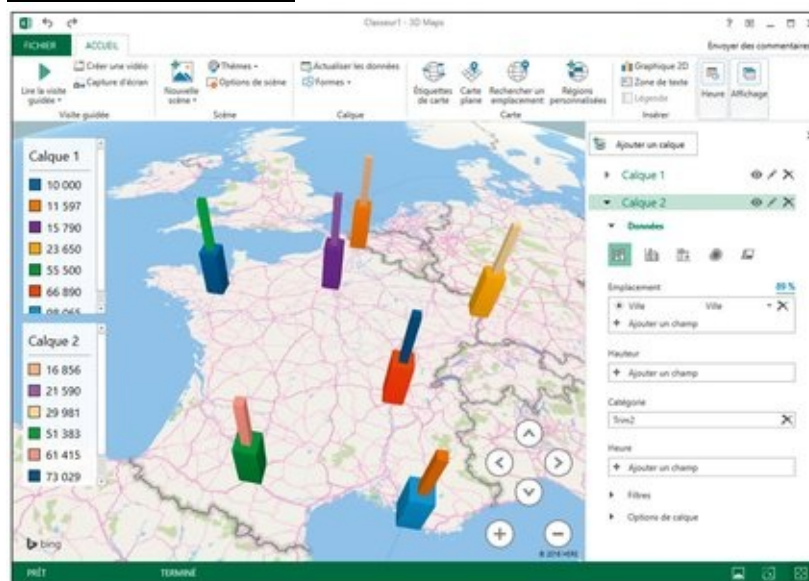 Classeur1 - 3D Maps
FICHIER ACCUEIL
Envoyer des commentaires
Lire la visite guidée
Créer une vidéo
Capture d'écran
Visite guidée
Nouvelle scène
Thèmes
Options de scène
Scène
Actualiser les données
Formes
Calque
Étiquettes de carte
Carte plane
Rechercher un emplacement
Régions personnalisées
Carte
Graphique 2D
Zone de texte
Légende
Insérer
Heure
Affichage
Calque 1
10 000
11 597
15 790
23 650
55 500
66 890
98 065
Calque 2
16 856
21 590
29 981
51 383
61 415
73 029
bing
© 2016 HERE
Ajouter un calque
Calque 1
Calque 2
Données
Emplacement 89 %
Ville Ville
+ Ajouter un champ
Hauteur
+ Ajouter un champ
Catégorie
Trim2
Heure
+ Ajouter un champ
Filtres
Options de calque
PRÊT TERMINÉ